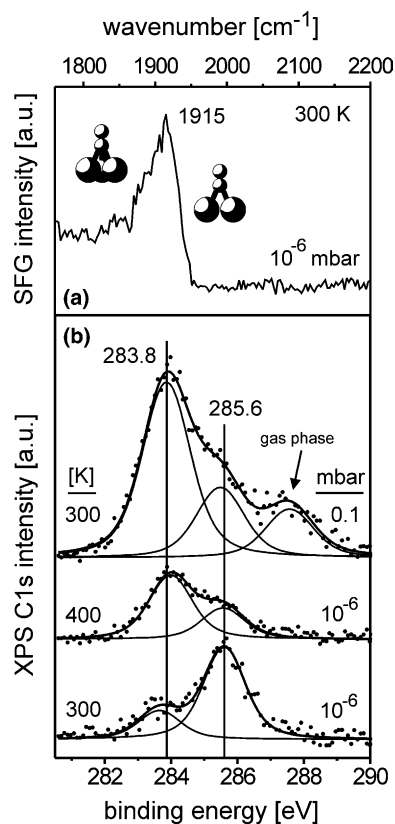 wavenumber [cm⁻¹]
1800 1900 2000 2100 2200
1915
300 K
SFG intensity [a.u.]
10⁻⁶ mbar
(a)
(b)
283.8
285.6
gas phase
[K]
mbar
300
0.1
400
10⁻⁶
300
10⁻⁶
XPS C1s intensity [a.u.]
282 284 286 288 290
binding energy [eV]